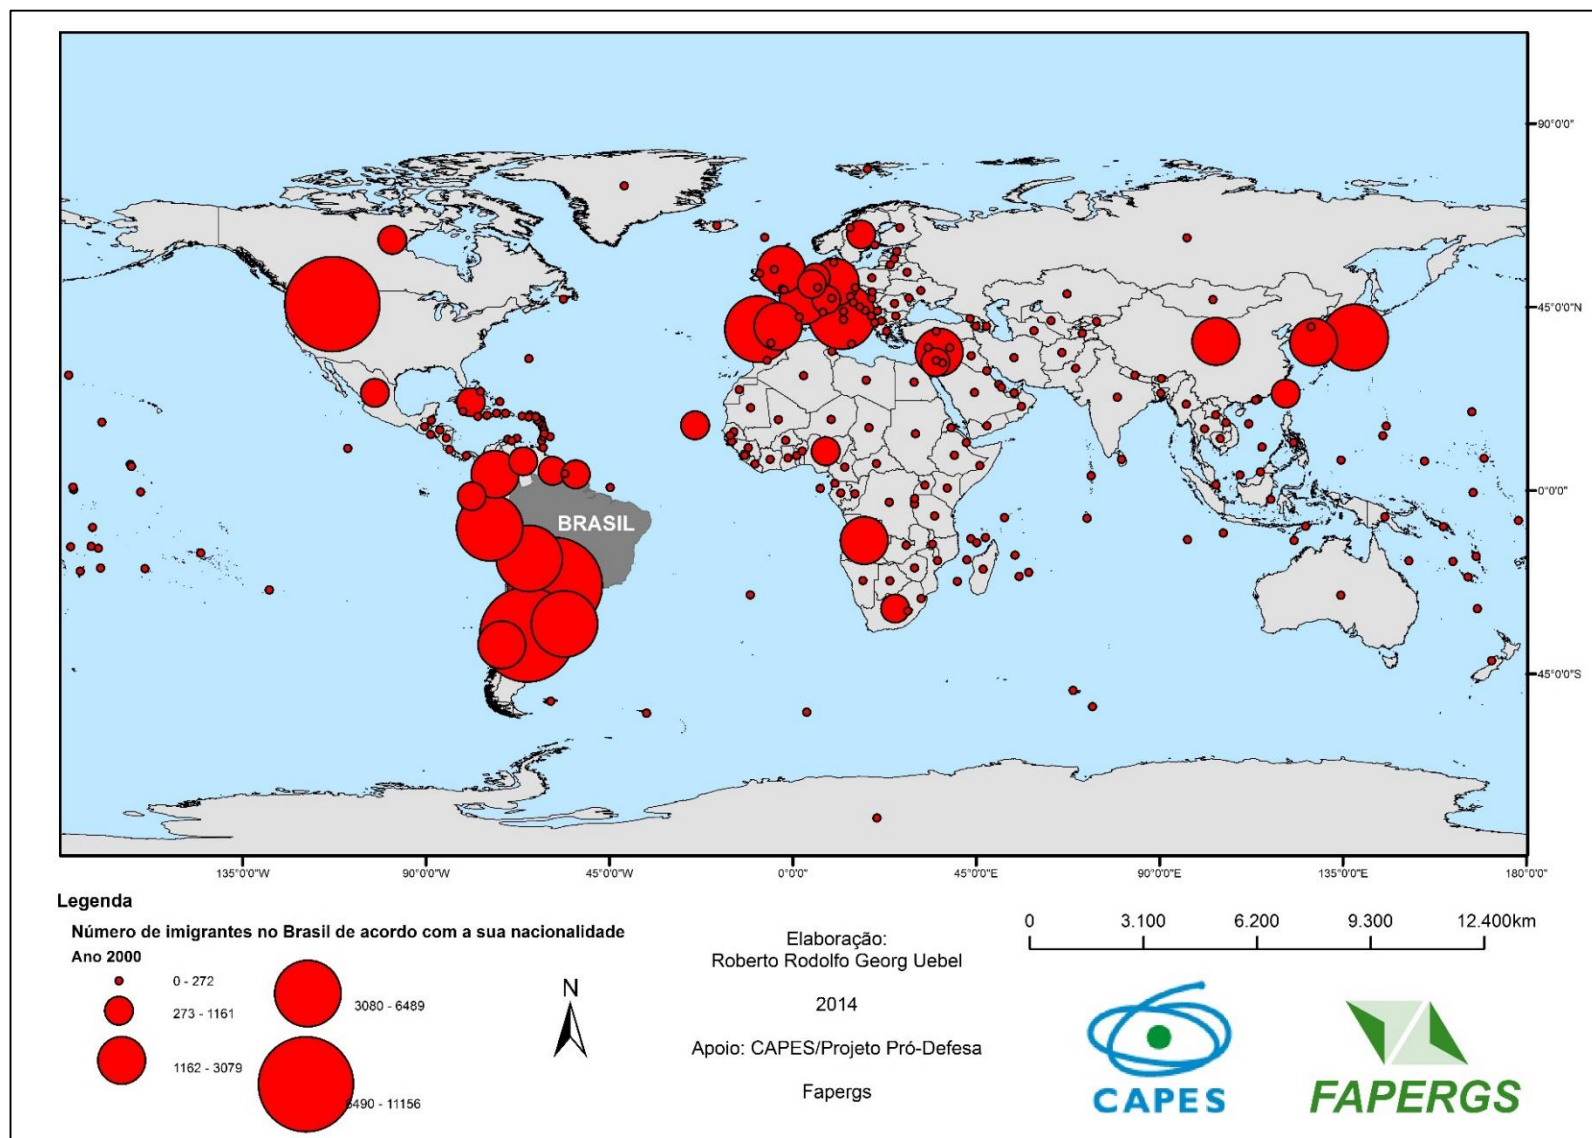 BRASIL
90°0'0"
45°0'0"N
0°0'0"
45°0'0"S
135°0'0"W
90°0'0"W
45°0'0"W
0°0'0"
45°0'0"E
90°0'0"E
135°0'0"E
180°0'0"
Legenda
Número de imigrantes no Brasil de acordo com a sua nacionalidade
Ano 2000
0 - 272
273 - 1161
1162 - 3079
3080 - 6489
6490 - 11156
N
Elaboração:
Roberto Rodolfo Georg Uebel
2014
Apoio: CAPES/Projeto Pró-Defesa
Fapergs
0 3.100 6.200 9.300 12.400km
CAPES
FAPERGS